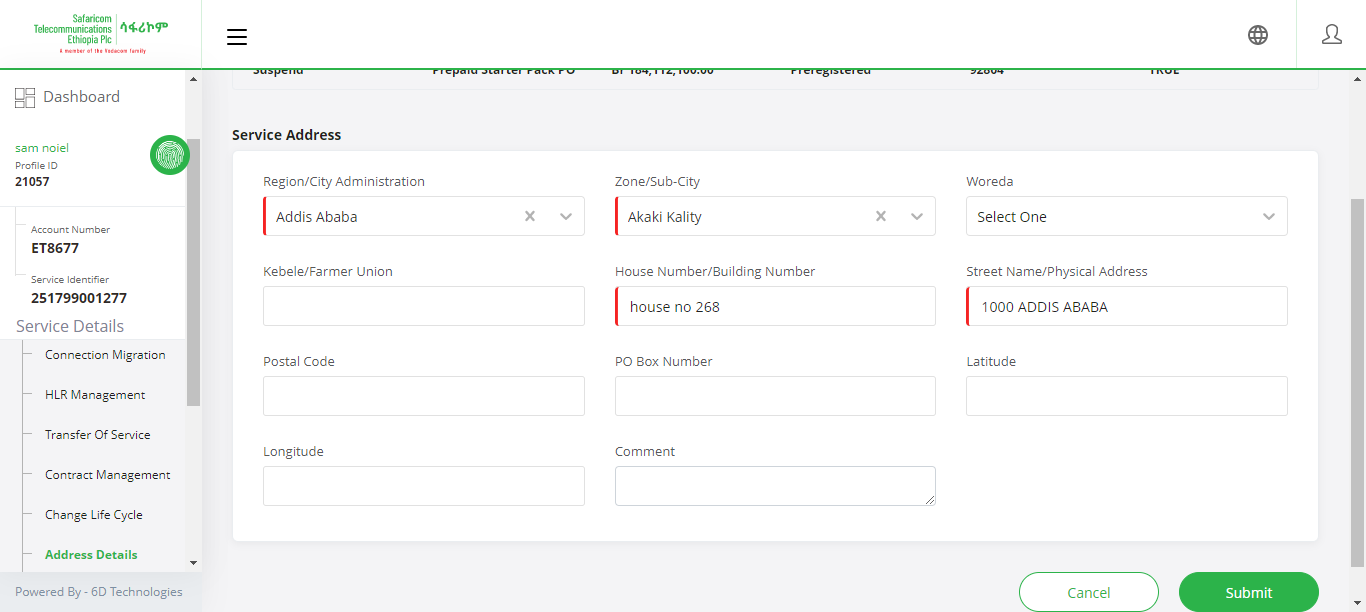 Safaricom
Telecommunications
Ethiopia Plc
ሳፋሪኮም
A member of the Vodacom family
Dashboard
sam noiel
Profile ID
21057
Account Number
ET8677
Service Identifier
251799001277
Service Details
Connection Migration
HLR Management
Transfer Of Service
Contract Management
Change Life Cycle
Address Details
Powered By - 6D Technologies
Suspend Prepaid Starter Pack PO Br 184,112,100.00 Preregistered 92804 TRUE
Service Address
Region/City Administration Zone/Sub-City Woreda
Addis Ababa Akaki Kality Select One
Kebele/Farmer Union House Number/Building Number Street Name/Physical Address
house no 268 1000 ADDIS ABABA
Postal Code PO Box Number Latitude
Longitude Comment
Cancel Submit